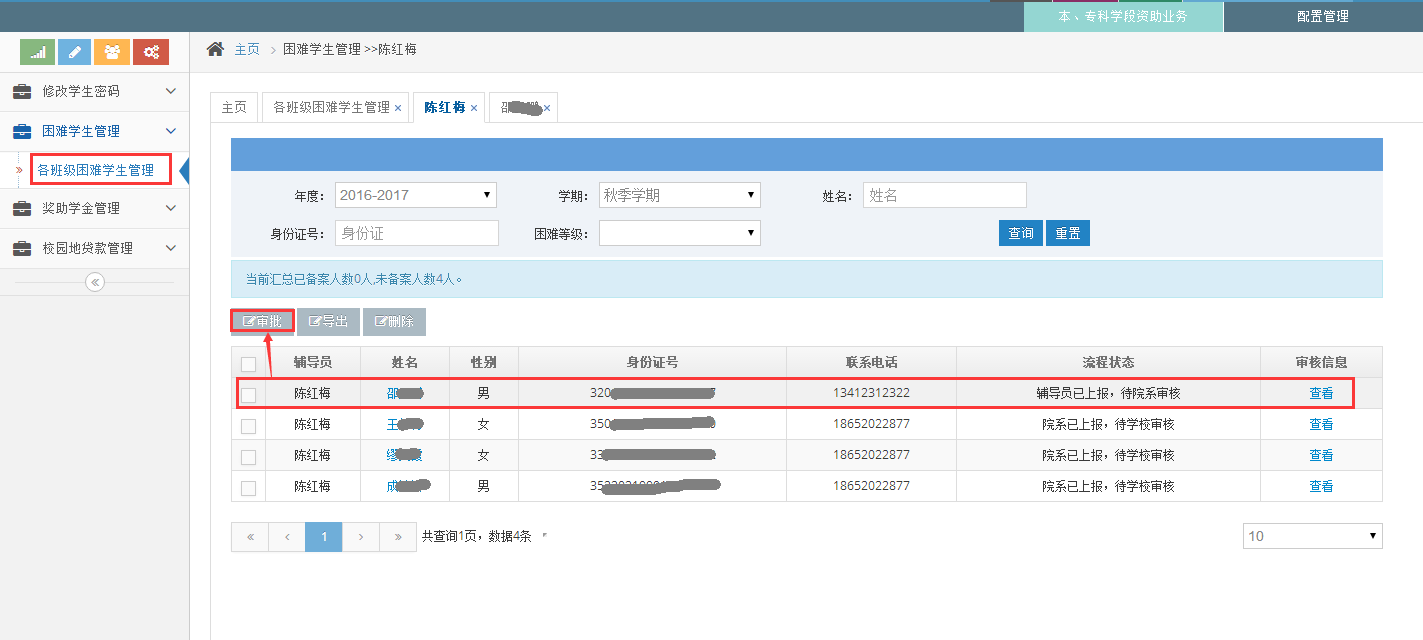 本、专科学段资助业务 配置管理
主页 > 困难学生管理 >>陈红梅
修改学生密码
困难学生管理
» 各班级困难学生管理
奖助学金管理
校园地贷款管理
«
主页 各班级困难学生管理 × 陈红梅 × 邵 ×
年度: 2016-2017 学期: 秋季学期 姓名: 姓名
身份证号: 身份证 困难等级: 查询 重置
当前汇总已备案人数0人,未备案人数4人。
审批 导出 删除
辅导员 姓名 性别 身份证号 联系电话 流程状态 审核信息
陈红梅 邵 男 320 13412312322 辅导员已上报，待院系审核 查看
陈红梅 王 女 350 18652022877 院系已上报，待学校审核 查看
陈红梅 女 33 18652022877 院系已上报，待学校审核 查看
陈红梅 成 男 18652022877 院系已上报，待学校审核 查看
« ‹ 1 › » 共查询1页，数据4条 10